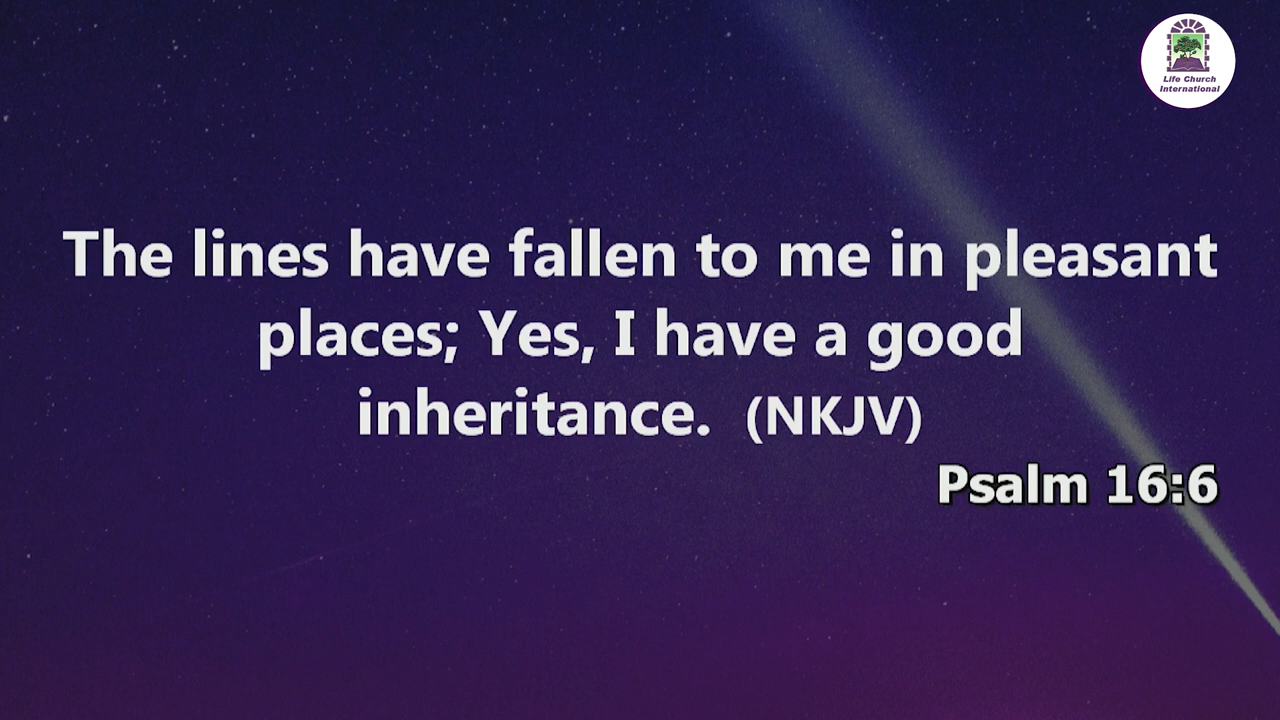 Life Church
International
The lines have fallen to me in pleasant
places; Yes, I have a good
inheritance.  (NKJV)
Psalm 16:6